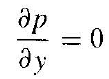 ∂p/∂y = 0